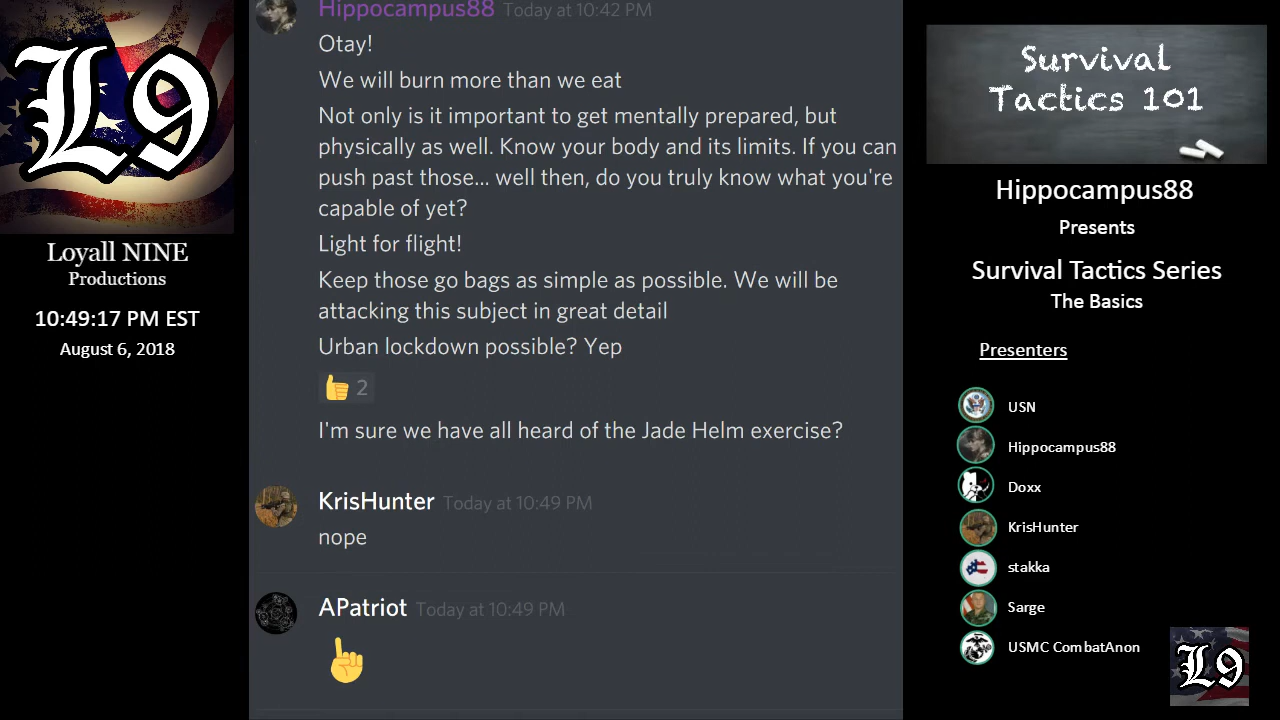 L9
Loyall NINE
Productions
10:49:17 PM EST
August 6, 2018
Hippocampus88 Today at 10:42 PM
Otay!
We will burn more than we eat
Not only is it important to get mentally prepared, but
physically as well. Know your body and its limits. If you can
push past those... well then, do you truly know what you're
capable of yet?
Light for flight!
Keep those go bags as simple as possible. We will be
attacking this subject in great detail
Urban lockdown possible? Yep
2
I'm sure we have all heard of the Jade Helm exercise?
KrisHunter Today at 10:49 PM
nope
APatriot Today at 10:49 PM
Survival
Tactics 101
Hippocampus88
Presents
Survival Tactics Series
The Basics
Presenters
USN
Hippocampus88
Doxx
KrisHunter
stakka
Sarge
USMC CombatAnon
L9